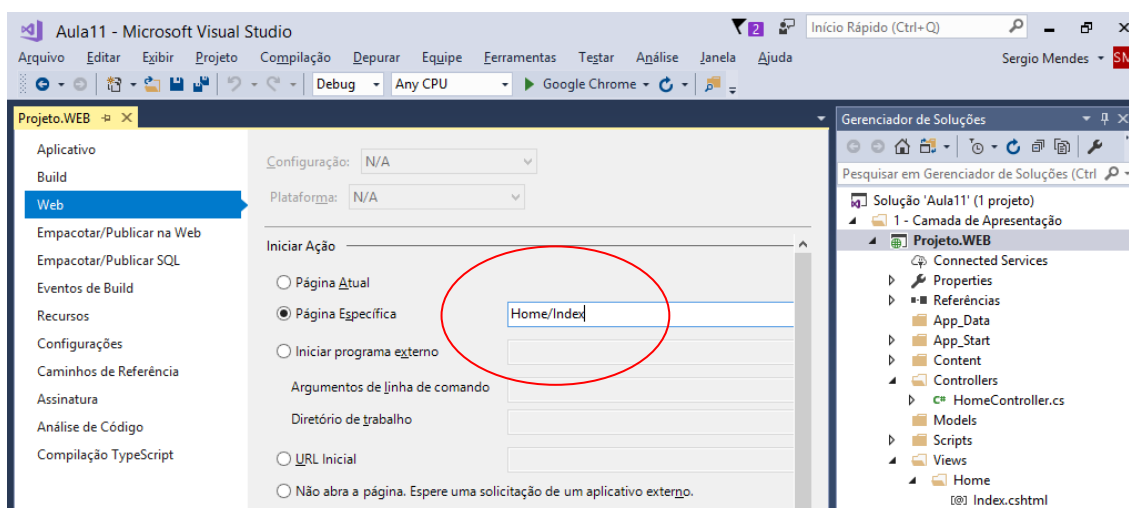 Aula11 - Microsoft Visual Studio
2
Início Rápido (Ctrl+Q)
Arquivo Editar Exibir Projeto Compilação Depurar Equipe Ferramentas Testar Análise Janela Ajuda
Sergio Mendes
SM
Debug Any CPU Google Chrome
Projeto.WEB
Aplicativo
Build
Web
Empacotar/Publicar na Web
Empacotar/Publicar SQL
Eventos de Build
Recursos
Configurações
Caminhos de Referência
Assinatura
Análise de Código
Compilação TypeScript
Configuração: N/A
Plataforma: N/A
Iniciar Ação
Página Atual
Página Específica Home/Index
Iniciar programa externo
Argumentos de linha de comando
Diretório de trabalho
URL Inicial
Não abra a página. Espere uma solicitação de um aplicativo externo.
Gerenciador de Soluções
Pesquisar em Gerenciador de Soluções (Ctrl
Solução 'Aula11' (1 projeto)
1 - Camada de Apresentação
Projeto.WEB
Connected Services
Properties
Referências
App_Data
App_Start
Content
Controllers
C# HomeController.cs
Models
Scripts
Views
Home
[@] Index.cshtml